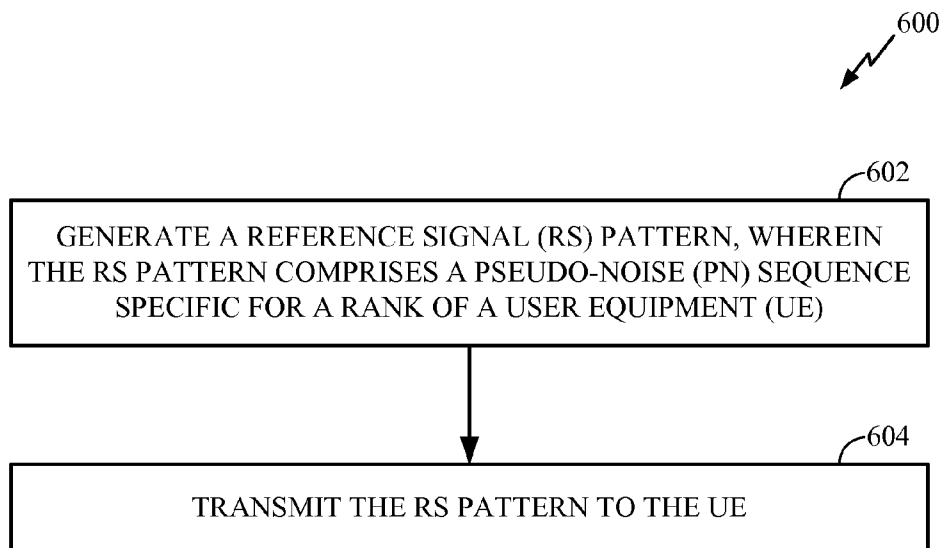 600
602
GENERATE A REFERENCE SIGNAL (RS) PATTERN, WHEREIN
THE RS PATTERN COMPRISES A PSEUDO-NOISE (PN) SEQUENCE
SPECIFIC FOR A RANK OF A USER EQUIPMENT (UE)
604
TRANSMIT THE RS PATTERN TO THE UE